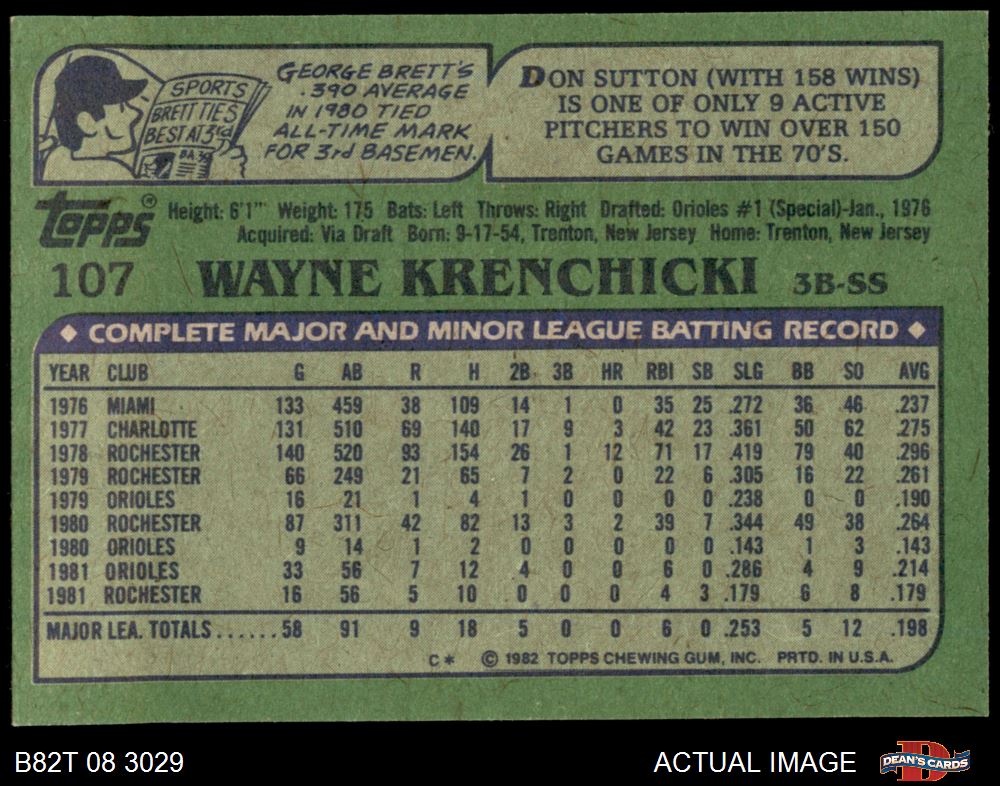 SPORTS
BRETT TIES
BEST AT 3rd
BA.
GEORGE BRETT'S
.390 AVERAGE
IN 1980 TIED
ALL-TIME MARK
FOR 3rd BASEMEN.
DON SUTTON (WITH 158 WINS)
IS ONE OF ONLY 9 ACTIVE
PITCHERS TO WIN OVER 150
GAMES IN THE 70'S.
Topps®
Height: 6'1" Weight: 175 Bats: Left Throws: Right Drafted: Orioles #1 (Special)-Jan., 1976
Acquired: Via Draft Born: 9-17-54, Trenton, New Jersey Home: Trenton, New Jersey
107 WAYNE KRENCHICKI 3B-SS
◆ COMPLETE MAJOR AND MINOR LEAGUE BATTING RECORD ◆
YEAR CLUB G AB R H 2B 3B HR RBI SB SLG BB SO AVG
1976 MIAMI 133 459 38 109 14 1 0 35 25 .272 36 46 .237
1977 CHARLOTTE 131 510 69 140 17 9 3 42 23 .361 50 62 .275
1978 ROCHESTER 140 520 93 154 26 1 12 71 17 .419 79 40 .296
1979 ROCHESTER 66 249 21 65 7 2 0 22 6 .305 16 22 .261
1979 ORIOLES 16 21 1 4 1 0 0 0 0 .238 0 0 .190
1980 ROCHESTER 87 311 42 82 13 3 2 39 7 .344 49 38 .264
1980 ORIOLES 9 14 1 2 0 0 0 0 0 .143 1 3 .143
1981 ORIOLES 33 56 7 12 4 0 0 6 0 .286 4 9 .214
1981 ROCHESTER 16 56 5 10 0 0 0 4 3 .179 6 8 .179
MAJOR LEA. TOTALS......58 91 9 18 5 0 0 6 0 .253 5 12 .198
C* © 1982 TOPPS CHEWING GUM, INC. PRTD. IN U.S.A.
B82T 08 3029
ACTUAL IMAGE
DEAN'S CARDS